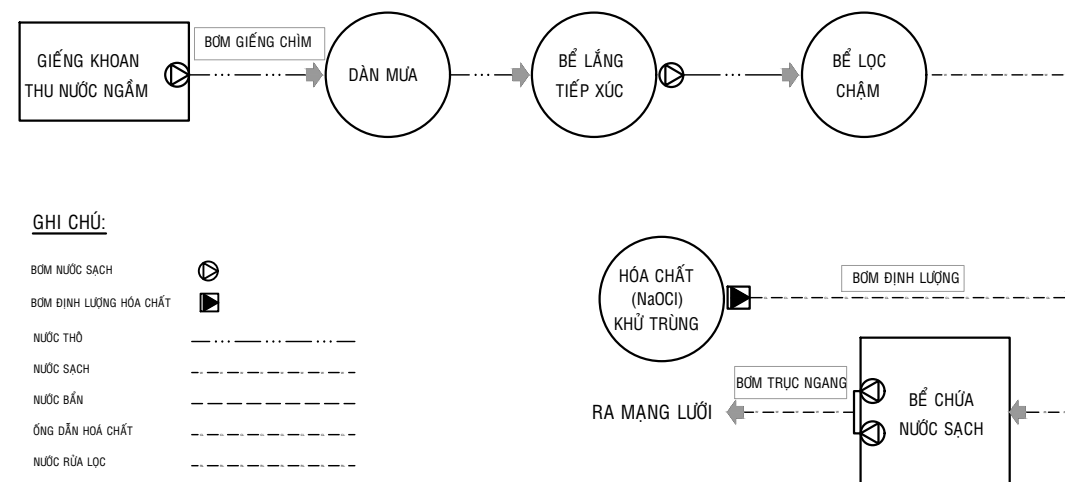 GIẾNG KHOAN
THU NƯỚC NGẦM
BƠM GIẾNG CHÌM
DÀN MƯA
BỂ LẮNG
TIẾP XÚC
BỂ LỌC
CHẬM
GHI CHÚ:
BƠM NƯỚC SẠCH
BƠM ĐỊNH LƯỢNG HÓA CHẤT
NƯỚC THÔ
NƯỚC SẠCH
NƯỚC BẨN
ỐNG DẪN HOÁ CHẤT
NƯỚC RỬA LỌC
HÓA CHẤT
(NaOCl)
KHỬ TRÙNG
BƠM ĐỊNH LƯỢNG
BƠM TRỤC NGANG
RA MẠNG LƯỚI
BỂ CHỨA
NƯỚC SẠCH